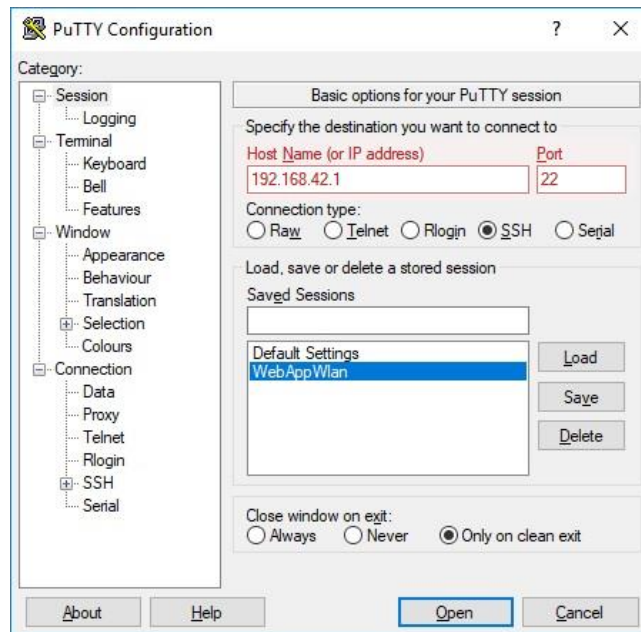 PuTTY Configuration
? X
Category:
Session
Logging
Terminal
Keyboard
Bell
Features
Window
Appearance
Behaviour
Translation
Selection
Colours
Connection
Data
Proxy
Telnet
Rlogin
SSH
Serial
Basic options for your PuTTY session
Specify the destination you want to connect to
Host Name (or IP address) Port
192.168.42.1 22
Connection type:
Raw Telnet Rlogin SSH Serial
Load, save or delete a stored session
Saved Sessions
Default Settings
WebAppWlan
Load
Save
Delete
Close window on exit:
Always Never Only on clean exit
About Help Open Cancel